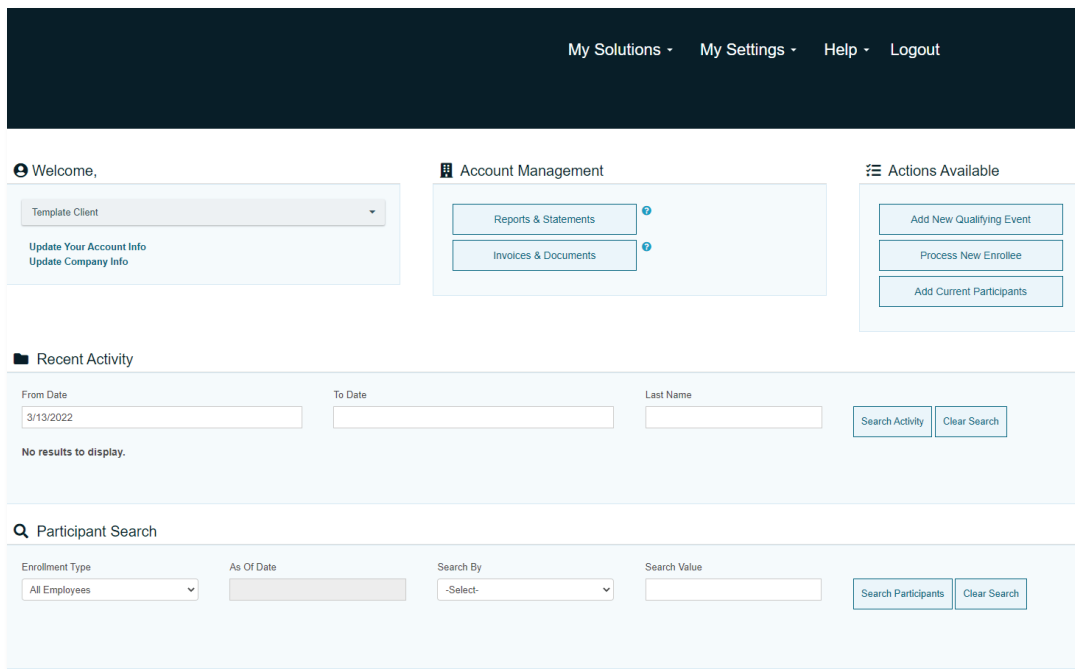 My Solutions My Settings Help Logout
Welcome,
Template Client
Update Your Account Info
Update Company Info
Account Management
Reports & Statements ?
Invoices & Documents ?
Actions Available
Add New Qualifying Event
Process New Enrollee
Add Current Participants
Recent Activity
From Date To Date Last Name
3/13/2022 Search Activity Clear Search
No results to display.
Participant Search
Enrollment Type As Of Date Search By Search Value
All Employees -Select- Search Participants Clear Search